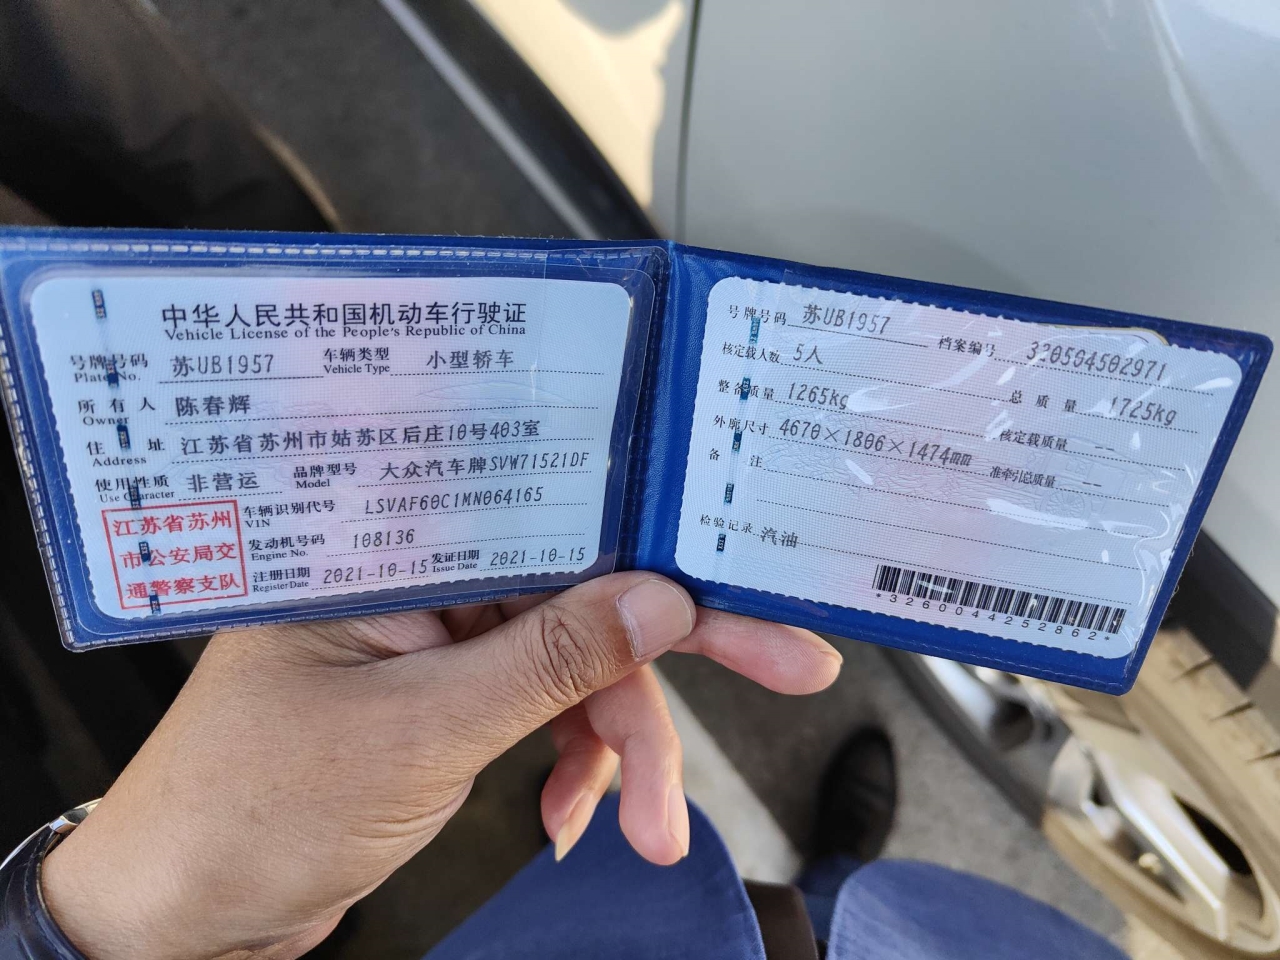 中华人民共和国机动车行驶证
Vehicle License of the People's Republic of China
号牌号码 苏UB1957 车辆类型 小型轿车
Plate No. Vehicle Type
所有人 陈春辉
Owner
住址 江苏省苏州市姑苏区后庄10号403室
Address
使用性质 非营运 品牌型号 大众汽车牌SVW71521DF
Use Character Model
江苏省苏州
市公安局交
通警察支队
车辆识别代号 LSVAF60C1MN064165
VIN
发动机号码 108136
Engine No.
注册日期 2021-10-15 发证日期 2021-10-15
Register Date Issue Date
号牌号码 苏UB1957 档案编号 320504502971
核定载人数 5人 总质量 1725kg
整备质量 1265kg 核定载质量 --
外廓尺寸 4670×1806×1474mm 准牵引总质量 --
备注
检验记录 汽油
*3260044252862*